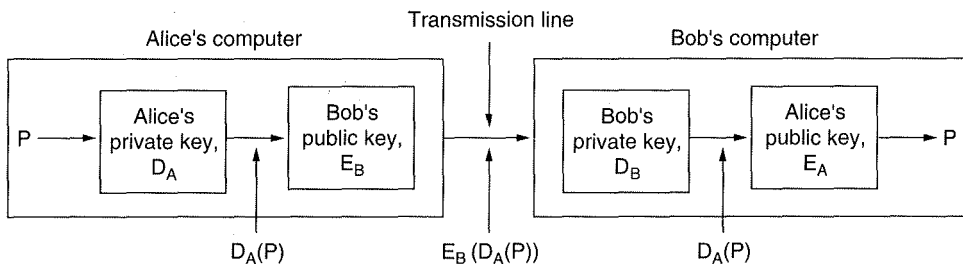 Transmission line
Alice's computer
Bob's computer
P
Alice's
private key,
D_A
Bob's
public key,
E_B
Bob's
private key,
D_B
Alice's
public key,
E_A
P
D_A(P)
E_B (D_A(P))
D_A(P)